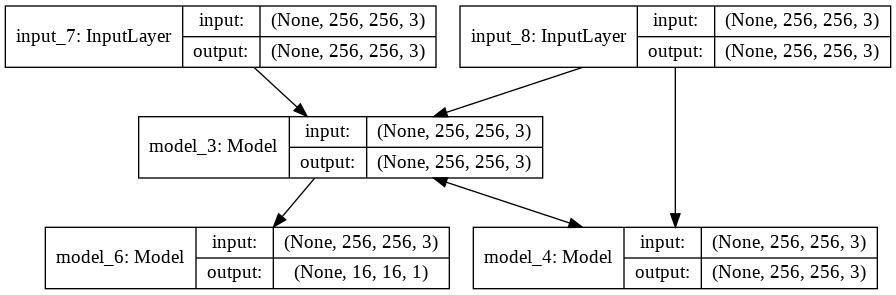 input_7: InputLayer
input: (None, 256, 256, 3)
output: (None, 256, 256, 3)
input_8: InputLayer
input: (None, 256, 256, 3)
output: (None, 256, 256, 3)
model_3: Model
input: (None, 256, 256, 3)
output: (None, 256, 256, 3)
model_6: Model
input: (None, 256, 256, 3)
output: (None, 16, 16, 1)
model_4: Model
input: (None, 256, 256, 3)
output: (None, 256, 256, 3)